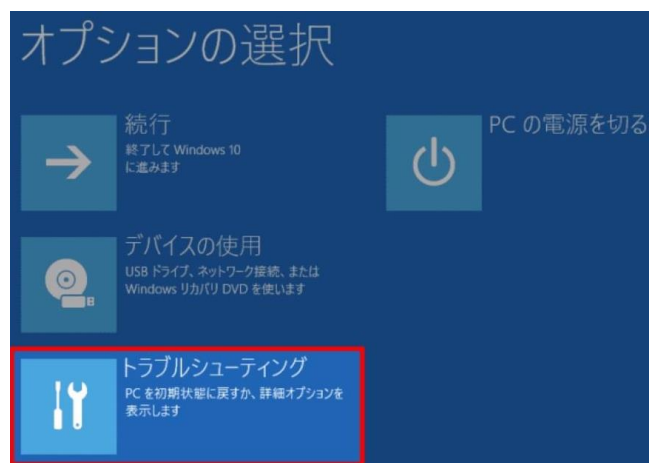 オプションの選択
続行
終了して Windows 10
に進みます
PC の電源を切る
デバイスの使用
USB ドライブ、ネットワーク接続、または
Windows リカバリ DVD を使います
トラブルシューティング
PC を初期状態に戻すか、詳細オプションを
表示します